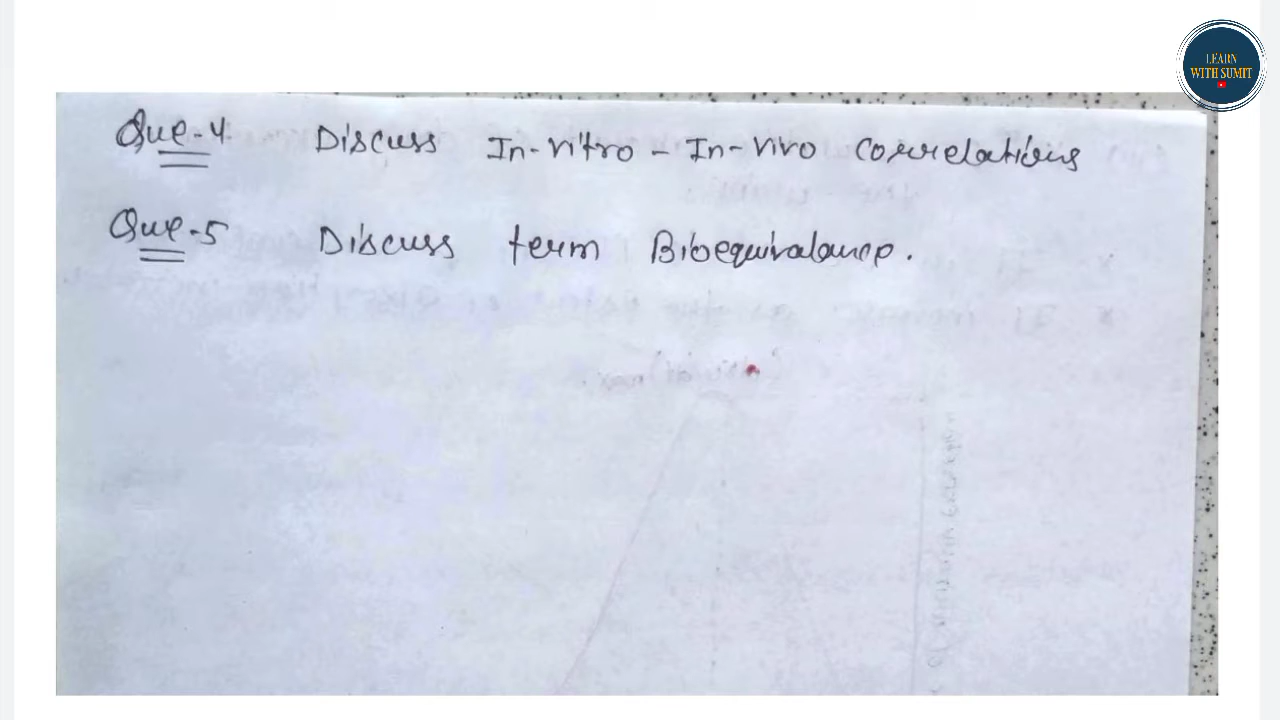 LEARN
WITH SUMIT
Que-4. Discuss In-vitro - In-vivo correlations
Que-5 Discuss term Bioequivalance.